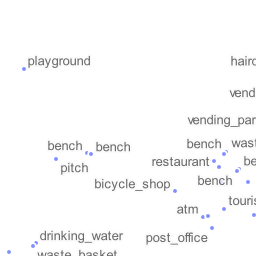 playground
hairc
vend
vending_par
bench
bench
bench
wast
pitch
restaurant
be
bicycle_shop
bench
atm
touris
drinking_water
post_office
waste_basket